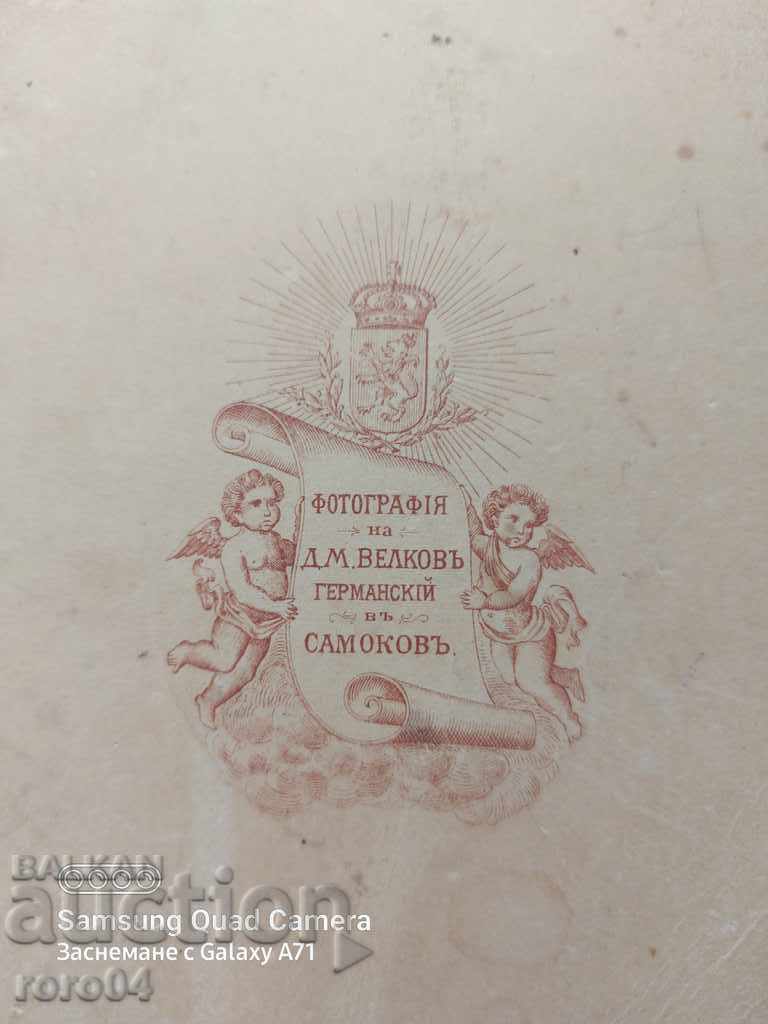 ФОТОГРАФІЯ
на
Д.М. ВЕЛКОВЪ
ГЕРМАНСКІЙ
въ
САМОКОВЪ.
BALKAN
auction
Samsung Quad Camera
Заснемане с Galaxy A71
roro04